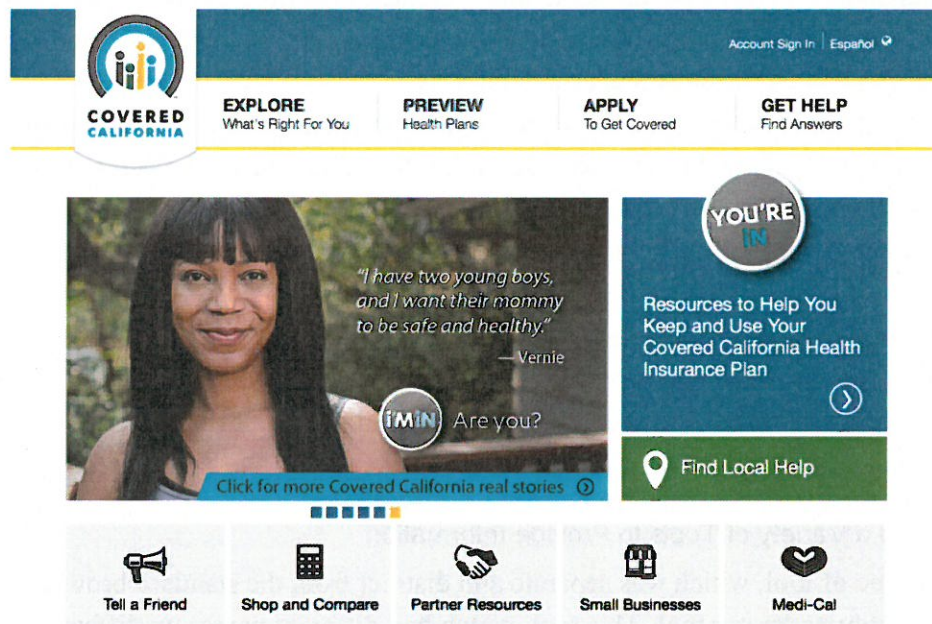 Account Sign In | Español
COVERED
CALIFORNIA
EXPLORE
What's Right For You
PREVIEW
Health Plans
APPLY
To Get Covered
GET HELP
Find Answers
"I have two young boys,
and I want their mommy
to be safe and healthy."
— Vernie
i'M iN Are you?
Click for more Covered California real stories
YOU'RE
IN
Resources to Help You
Keep and Use Your
Covered California Health
Insurance Plan
Find Local Help
Tell a Friend
Shop and Compare
Partner Resources
Small Businesses
Medi-Cal